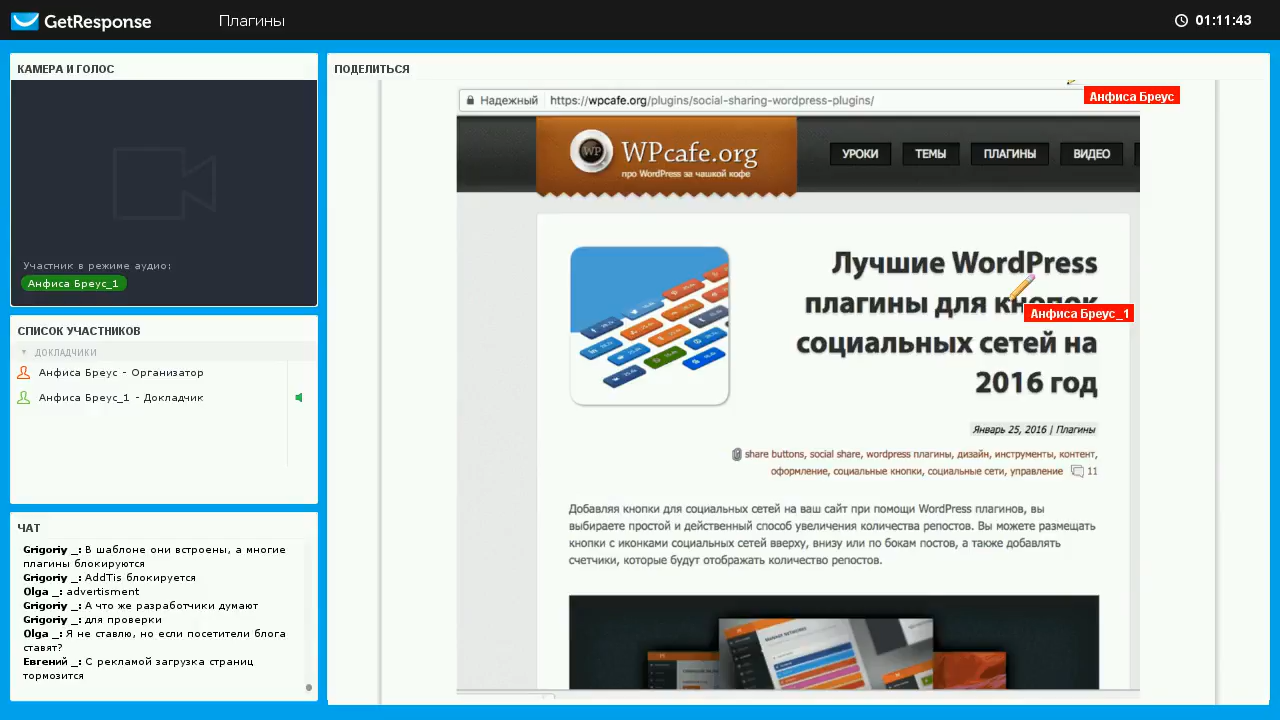 GetResponse
Плагины
01:11:43
КАМЕРА И ГОЛОС
Участник в режиме аудио:
Анфиса Бреус_1
СПИСОК УЧАСТНИКОВ
ДОКЛАДЧИКИ
Анфиса Бреус - Организатор
Анфиса Бреус_1 - Докладчик
ЧАТ
Grigoriy _: В шаблоне они встроены, а многие
плагины блокируются
Grigoriy _: AddTis блокируется
Olga _: advertisment
Grigoriy _: А что же разработчики думают
Grigoriy _: для проверки
Olga _: Я не ставлю, но если посетители блога
ставят?
Евгений _: С рекламой загрузка страниц
тормозится
ПОДЕЛИТЬСЯ
Анфиса Бреус
Надежный https://wpcafe.org/plugins/social-sharing-wordpress-plugins/
WP
WPcafe.org
про WordPress за чашкой кофе
УРОКИ ТЕМЫ ПЛАГИНЫ ВИДЕО
Лучшие WordPress
плагины для кнопок
Анфиса Бреус_1
социальных сетей на
2016 год
Январь 25, 2016 | Плагины
share buttons, social share, wordpress плагины, дизайн, инструменты, контент,
оформление, социальные кнопки, социальные сети, управление 11
Добавляя кнопки для социальных сетей на ваш сайт при помощи WordPress плагинов, вы
выбираете простой и действенный способ увеличения количества репостов. Вы можете размещать
кнопки с иконками социальных сетей вверху, внизу или по бокам постов, а также добавлять
счетчики, которые будут отображать количество репостов.